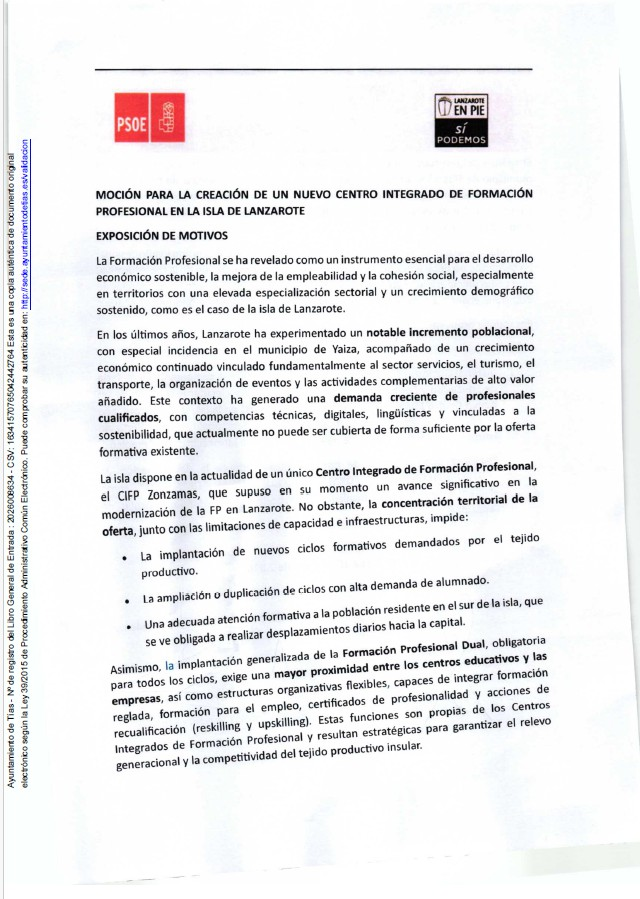 PSOE
LANZAROTE
EN PIE
sí
PODEMOS
MOCIÓN PARA LA CREACIÓN DE UN NUEVO CENTRO INTEGRADO DE FORMACIÓN
PROFESIONAL EN LA ISLA DE LANZAROTE
EXPOSICIÓN DE MOTIVOS
La Formación Profesional se ha revelado como un instrumento esencial para el desarrollo
económico sostenible, la mejora de la empleabilidad y la cohesión social, especialmente
en territorios con una elevada especialización sectorial y un crecimiento demográfico
sostenido, como es el caso de la isla de Lanzarote.
En los últimos años, Lanzarote ha experimentado un notable incremento poblacional,
con especial incidencia en el municipio de Yaiza, acompañado de un crecimiento
económico continuado vinculado fundamentalmente al sector servicios, el turismo, el
transporte, la organización de eventos y las actividades complementarias de alto valor
añadido. Este contexto ha generado una demanda creciente de profesionales
cualificados, con competencias técnicas, digitales, lingüísticas y vinculadas a la
sostenibilidad, que actualmente no puede ser cubierta de forma suficiente por la oferta
formativa existente.
La isla dispone en la actualidad de un único Centro Integrado de Formación Profesional,
el CIFP Zonzamas, que supuso en su momento un avance significativo en la
modernización de la FP en Lanzarote. No obstante, la concentración territorial de la
oferta, junto con las limitaciones de capacidad e infraestructuras, impide:
• La implantación de nuevos ciclos formativos demandados por el tejido
productivo.
• La ampliación o duplicación de ciclos con alta demanda de alumnado.
• Una adecuada atención formativa a la población residente en el sur de la isla, que
se ve obligada a realizar desplazamientos diarios hacia la capital.
Asimismo, la implantación generalizada de la Formación Profesional Dual, obligatoria
para todos los ciclos, exige una mayor proximidad entre los centros educativos y las
empresas, así como estructuras organizativas flexibles, capaces de integrar formación
reglada, formación para el empleo, certificados de profesionalidad y acciones de
recualificación (reskilling y upskilling). Estas funciones son propias de los Centros
Integrados de Formación Profesional y resultan estratégicas para garantizar el relevo
generacional y la competitividad del tejido productivo insular.
Ayuntamiento de Tías - Nº de registro del Libro General de Entrada : 2026008634 - CSV: 16341570765042442764 Esta es una copia auténtica de documento original
electrónico según la Ley 39/2015 de Procedimiento Administrativo Común Electrónico. Puede comprobar su autenticidad en: http://sede.ayuntamientodetias.es/validacion